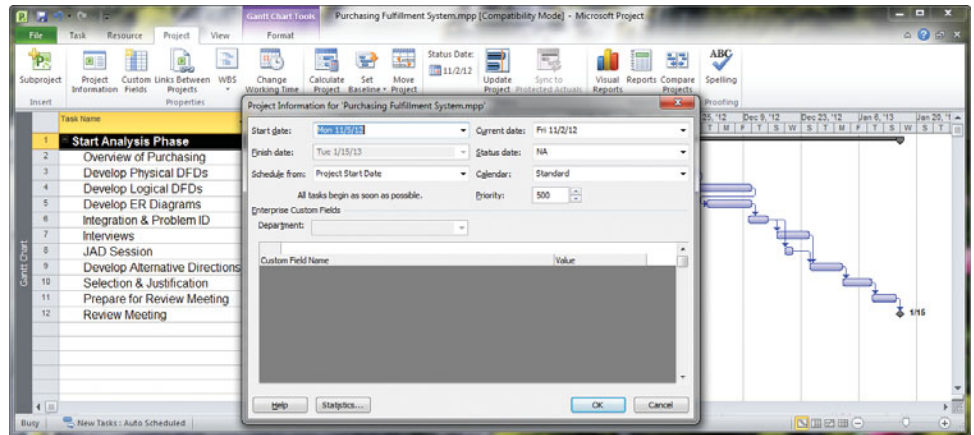 Gantt Chart Tools
Purchasing Fulfillment System.mpp [Compatibility Mode] - Microsoft Project
File Task Resource Project View Format
Subproject
Project Information
Custom Fields
Links Between Projects
WBS
Change Working Time
Calculate Project
Set Baseline
Move Project
Status Date:
11/2/12
Update Project
Sync to Protected Actuals
Visual Reports
Reports
Compare Projects
ABC
Spelling
Insert
Properties
Proofing
Project Information for 'Purchasing Fulfillment System.mpp'
Start date: Mon 11/5/12
Current date: Fri 11/2/12
Finish date: Tue 1/15/13
Status date: NA
Schedule from: Project Start Date
Calendar: Standard
All tasks begin as soon as possible.
Priority: 500
Enterprise Custom Fields
Department:
Custom Field Name
Value
Help
Statistics...
OK
Cancel
Task Name
1 Start Analysis Phase
2 Overview of Purchasing
3 Develop Physical DFDs
4 Develop Logical DFDs
5 Develop ER Diagrams
6 Integration & Problem ID
7 Interviews
8 JAD Session
9 Develop Alternative Directions
10 Selection & Justification
11 Prepare for Review Meeting
12 Review Meeting
Gantt Chart
25, '12 Dec 9, '12 Dec 23, '12 Jan 6, '13 Jan 20, '1
T M F T S W S T M F T S W S T
1/15
Busy
New Tasks : Auto Scheduled